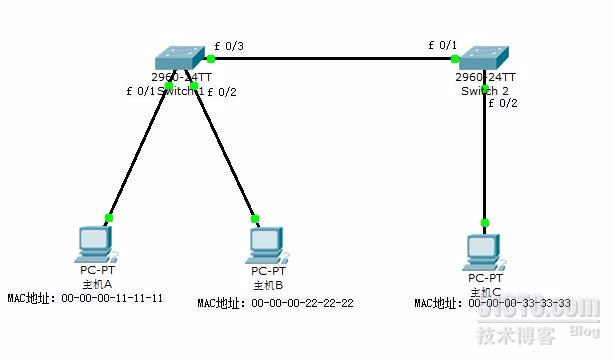 f 0/3
f 0/1
2960-24TT
Switch 1
2960-24TT
Switch 2
f 0/1
f 0/2
f 0/2
PC-PT
主机A
PC-PT
主机B
PC-PT
主机C
MAC地址: 00-00-00-11-11-11
MAC地址: 00-00-00-22-22-22
MAC地址: 00-00-00-33-33-33
51CTO.com
技术博客 Blog